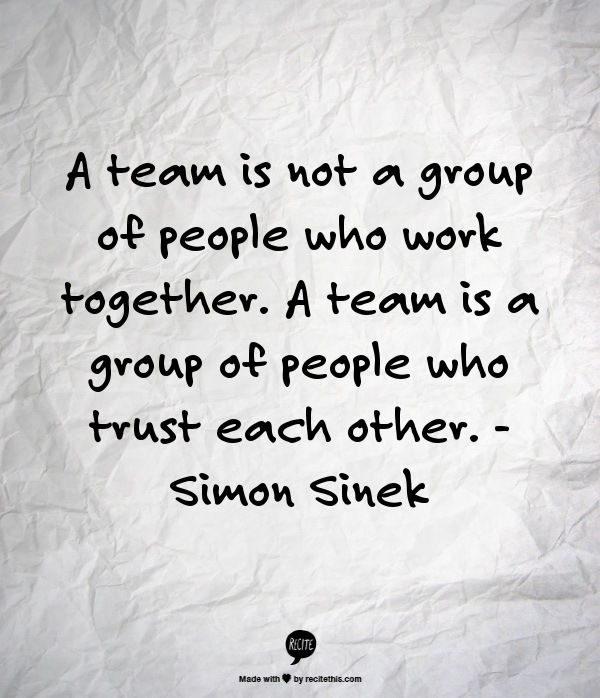 A team is not a group
of people who work
together. A team is a
group of people who
trust each other. -
Simon Sinek
RECITE
Made with ♥ by recitethis.com